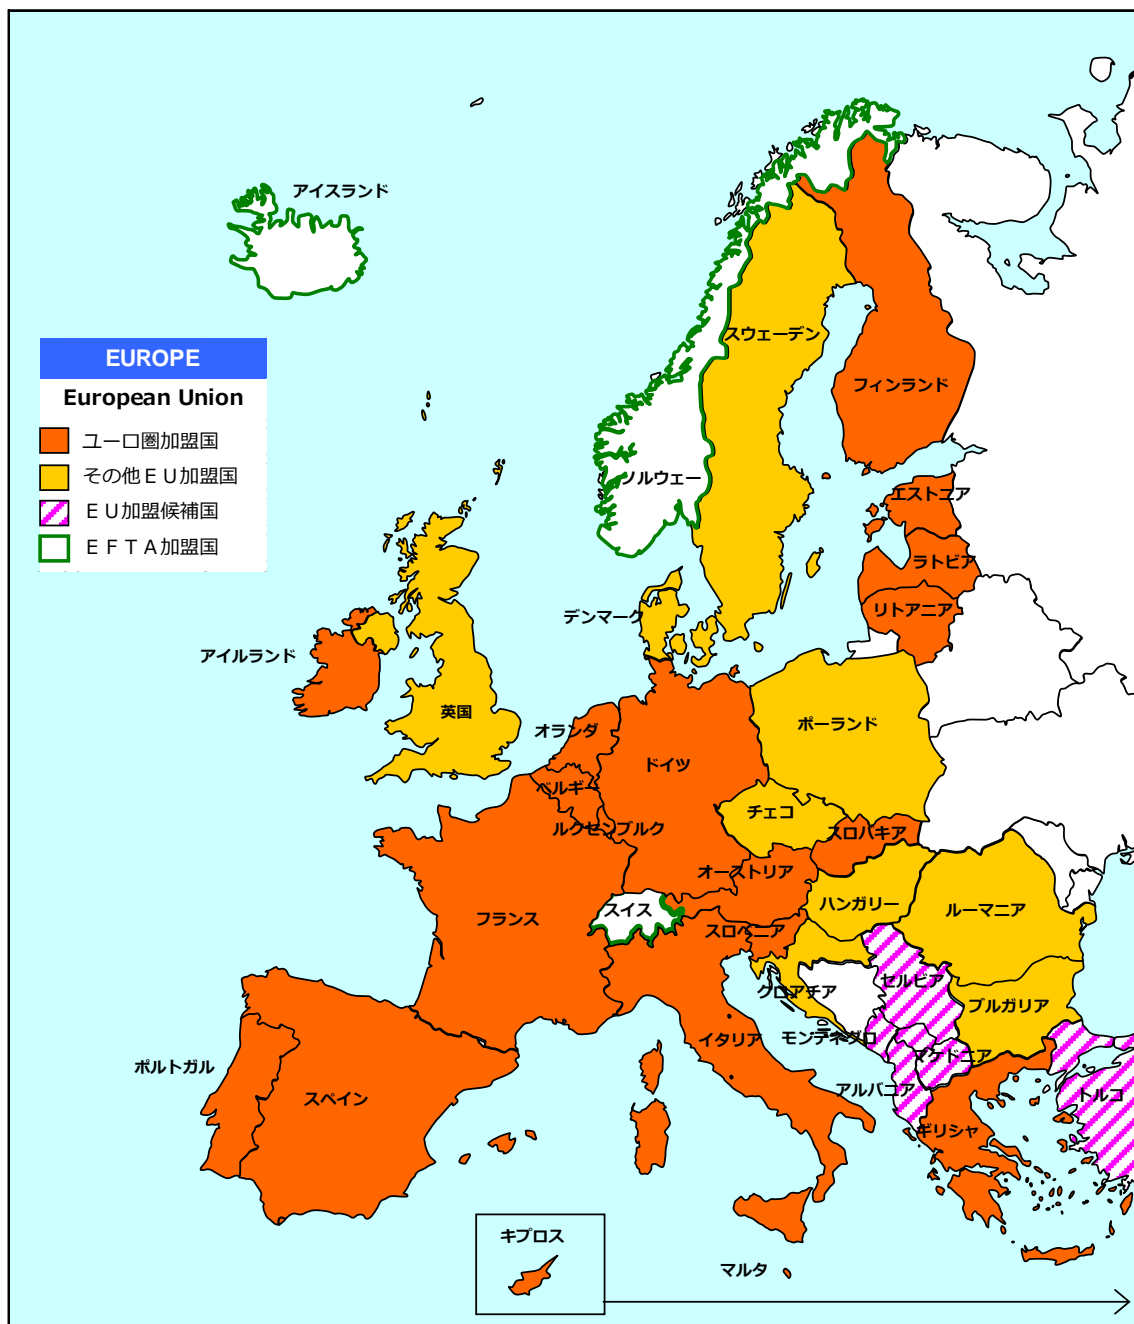 アイスランド
EUROPE
European Union
ユーロ圏加盟国
その他ＥＵ加盟国
ＥＵ加盟候補国
ＥＦＴＡ加盟国
スウェーデン
フィンランド
ノルウェー
エストニア
ラトビア
リトアニア
デンマーク
アイルランド
英国
オランダ
ポーランド
ドイツ
ベルギー
チェコ
ルクセンブルク
スロバキア
オーストリア
ハンガリー
ルーマニア
スイス
フランス
スロベニア
セルビア
クロアチア
ブルガリア
イタリア
モンテネグロ
マケドニア
ポルトガル
スペイン
アルバニア
トルコ
ギリシャ
キプロス
マルタ